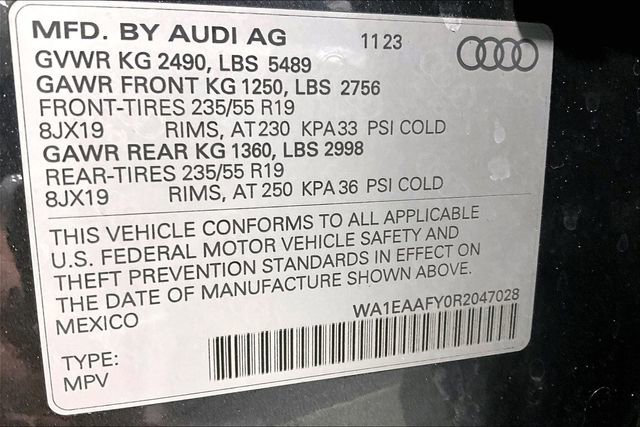 MFD. BY AUDI AG 1123
GVWR KG 2490, LBS 5489
GAWR FRONT KG 1250, LBS 2756
FRONT-TIRES 235/55 R19
8JX19 RIMS, AT 230 KPA 33 PSI COLD
GAWR REAR KG 1360, LBS 2998
REAR-TIRES 235/55 R19
8JX19 RIMS, AT 250 KPA 36 PSI COLD
THIS VEHICLE CONFORMS TO ALL APPLICABLE
U.S. FEDERAL MOTOR VEHICLE SAFETY AND
THEFT PREVENTION STANDARDS IN EFFECT ON
THE DATE OF MANUFACTURE SHOWN ABOVE.
MEXICO WA1EAAFY0R2047028
TYPE:
MPV